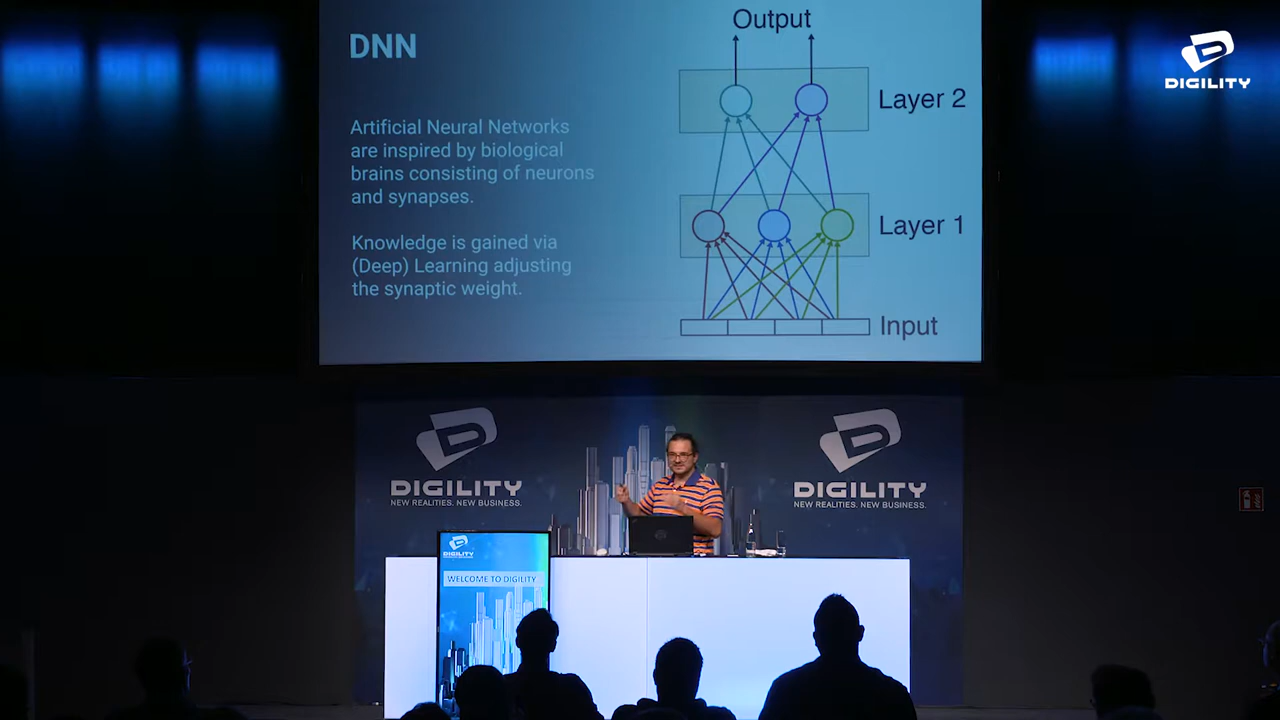 DNN
Artificial Neural Networks
are inspired by biological
brains consisting of neurons
and synapses.
Knowledge is gained via
(Deep) Learning adjusting
the synaptic weight.
Output
Layer 2
Layer 1
Input
DIGILITY
DIGILITY
NEW REALITIES. NEW BUSINESS.
DIGILITY
NEW REALITIES. NEW BUSINESS.
DIGILITY
WELCOME TO DIGILITY